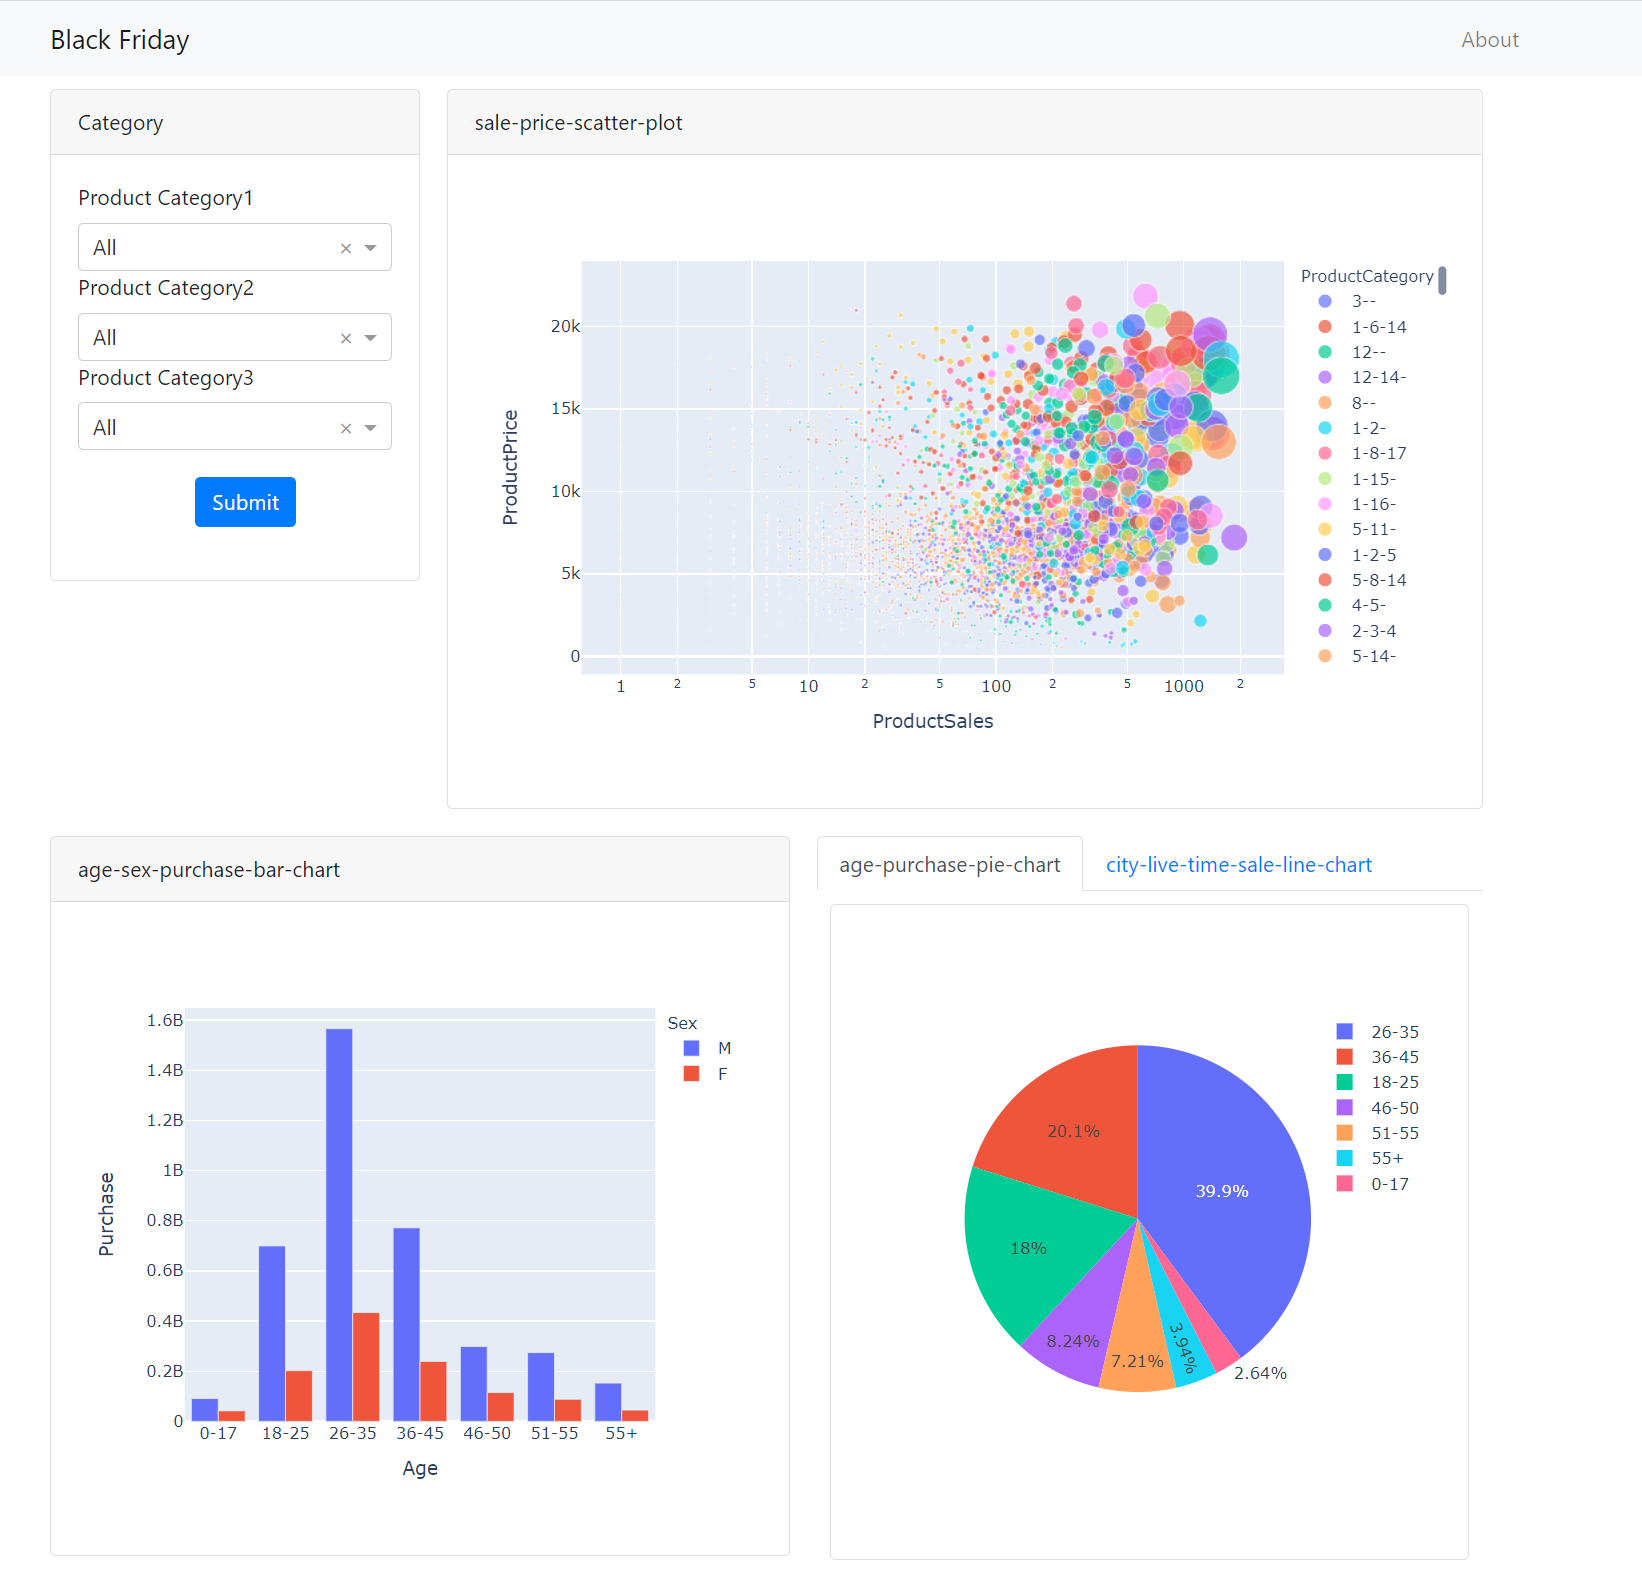 Black Friday
About
Category
Product Category1
All
Product Category2
All
Product Category3
All
Submit
sale-price-scatter-plot
20k
15k
10k
5k
0
ProductPrice
1 2 5 10 2 5 100 2 5 1000 2
ProductSales
ProductCategory
3--
1-6-14
12--
12-14-
8--
1-2-
1-8-17
1-15-
1-16-
5-11-
1-2-5
5-8-14
4-5-
2-3-4
5-14-
age-sex-purchase-bar-chart
1.6B
1.4B
1.2B
1B
0.8B
0.6B
0.4B
0.2B
0
Purchase
0-17 18-25 26-35 36-45 46-50 51-55 55+
Age
Sex
M
F
age-purchase-pie-chart
city-live-time-sale-line-chart
39.9%
20.1%
18%
8.24%
7.21%
3.94%
2.64%
26-35
36-45
18-25
46-50
51-55
55+
0-17